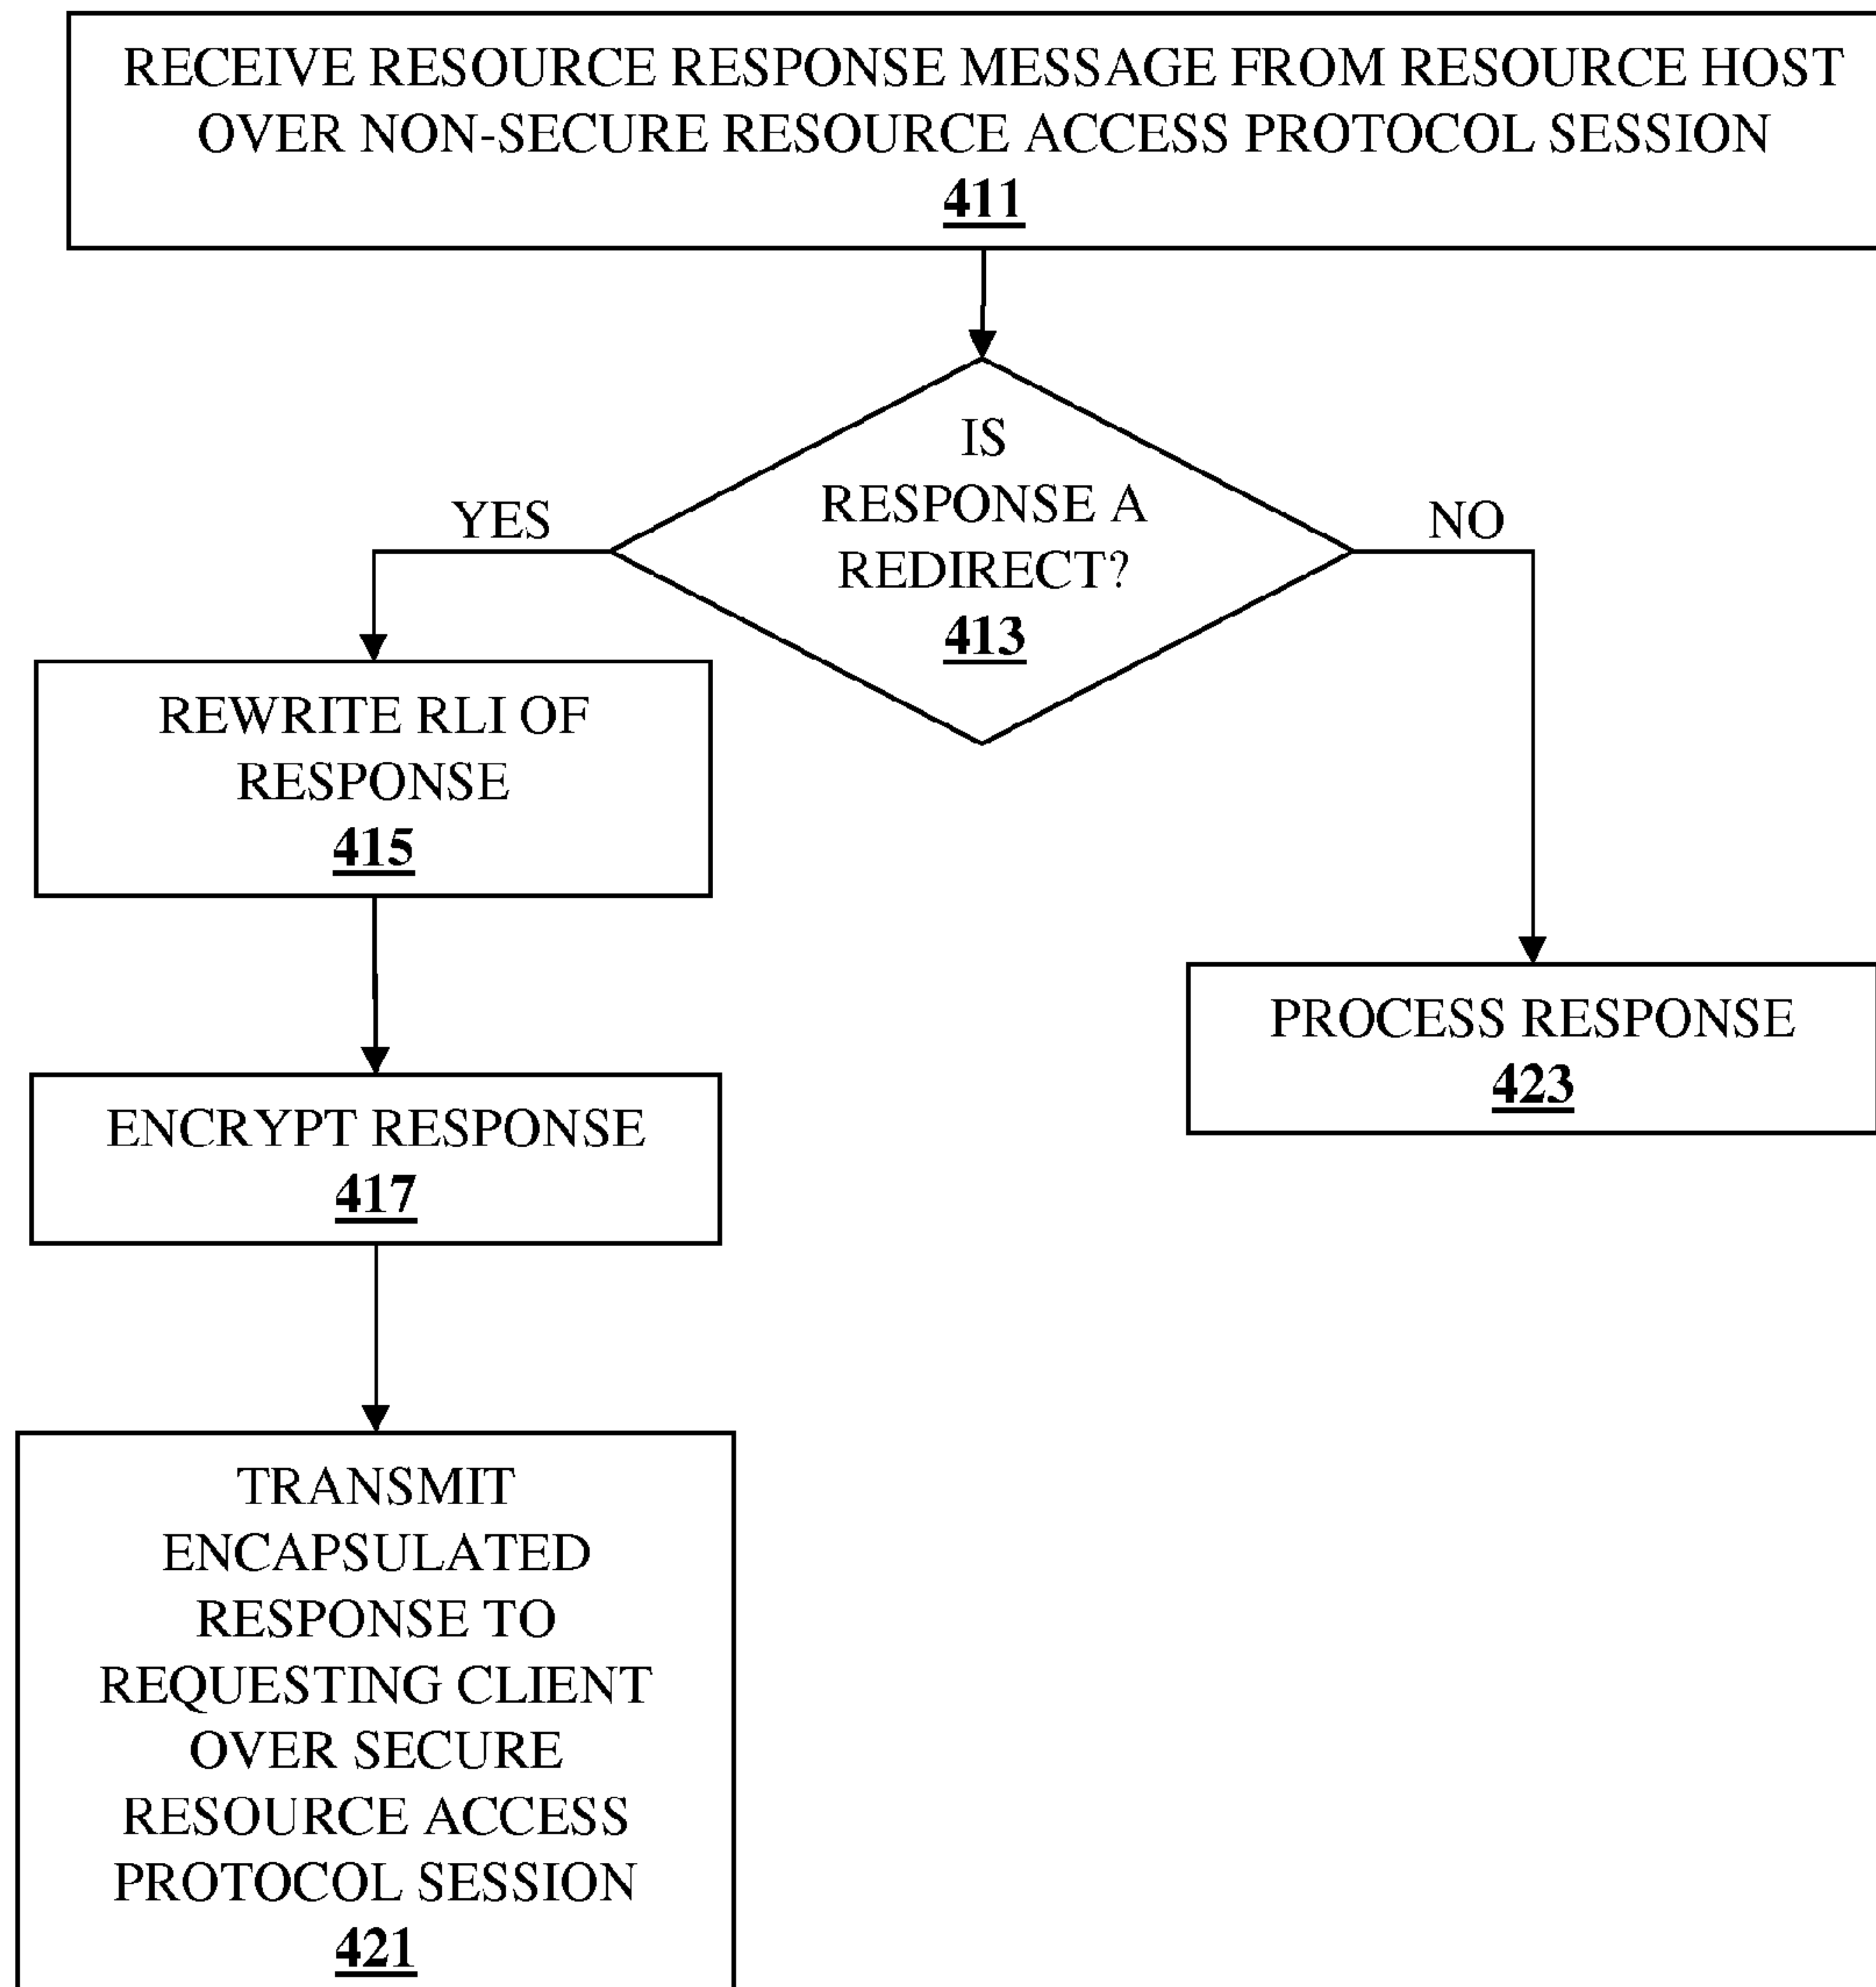 RECEIVE RESOURCE RESPONSE MESSAGE FROM RESOURCE HOST
OVER NON-SECURE RESOURCE ACCESS PROTOCOL SESSION
411
IS
RESPONSE A
REDIRECT?
413
YES
NO
REWRITE RLI OF
RESPONSE
415
PROCESS RESPONSE
423
ENCRYPT RESPONSE
417
TRANSMIT
ENCAPSULATED
RESPONSE TO
REQUESTING CLIENT
OVER SECURE
RESOURCE ACCESS
PROTOCOL SESSION
421